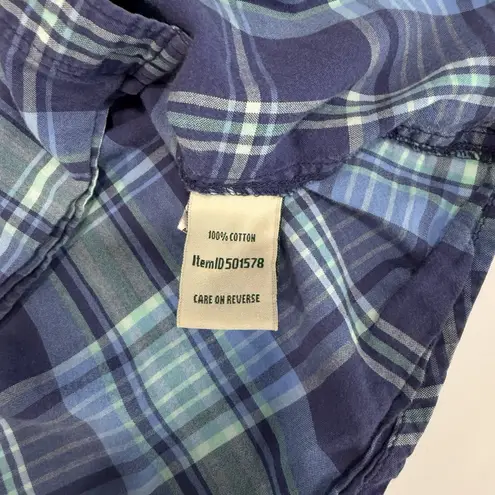 100% COTTON
ItemID501578
CARE ON REVERSE